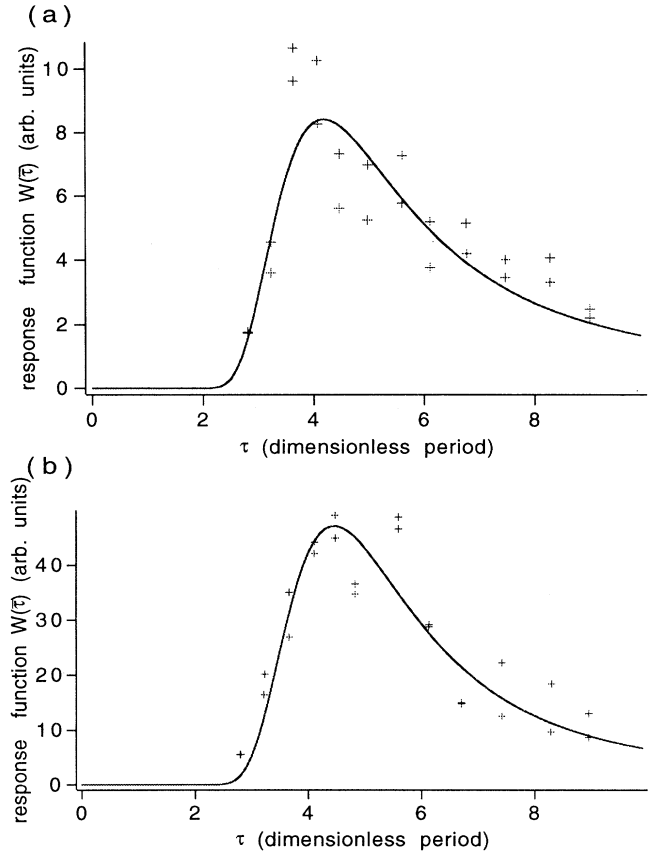 (a)
response function W(τ̅) (arb. units)
10
8
6
4
2
0
0 2 4 6 8
τ (dimensionless period)
(b)
response function W(τ̅) (arb. units)
40
30
20
10
0
0 2 4 6 8
τ (dimensionless period)